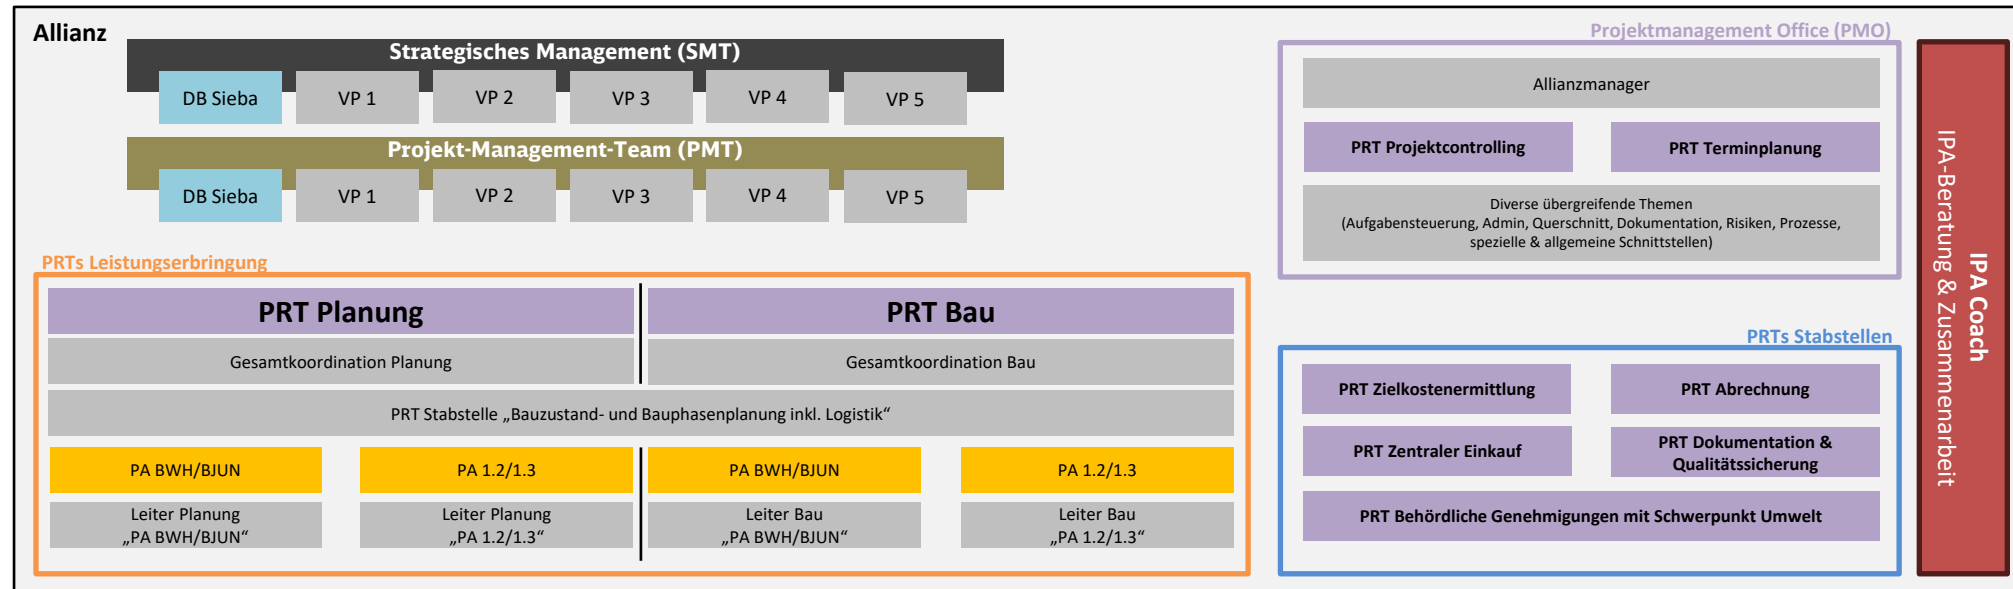 Allianz
Strategisches Management (SMT)
DB Sieba
VP 1
VP 2
VP 3
VP 4
VP 5
Projekt-Management-Team (PMT)
DB Sieba
VP 1
VP 2
VP 3
VP 4
VP 5
PRTs Leistungserbringung
PRT Planung
PRT Bau
Gesamtkoordination Planung
Gesamtkoordination Bau
PRT Stabstelle „Bauzustand- und Bauphasenplanung inkl. Logistik“
PA BWH/BJUN
PA 1.2/1.3
PA BWH/BJUN
PA 1.2/1.3
Leiter Planung
„PA BWH/BJUN“
Leiter Planung
„PA 1.2/1.3“
Leiter Bau
„PA BWH/BJUN“
Leiter Bau
„PA 1.2/1.3“
Projektmanagement Office (PMO)
Allianzmanager
PRT Projektcontrolling
PRT Terminplanung
Diverse übergreifende Themen
(Aufgabensteuerung, Admin, Querschnitt, Dokumentation, Risiken, Prozesse,
spezielle & allgemeine Schnittstellen)
PRTs Stabstellen
PRT Zielkostenermittlung
PRT Abrechnung
PRT Zentraler Einkauf
PRT Dokumentation &
Qualitätssicherung
PRT Behördliche Genehmigungen mit Schwerpunkt Umwelt
IPA Coach
IPA-Beratung & Zusammenarbeit